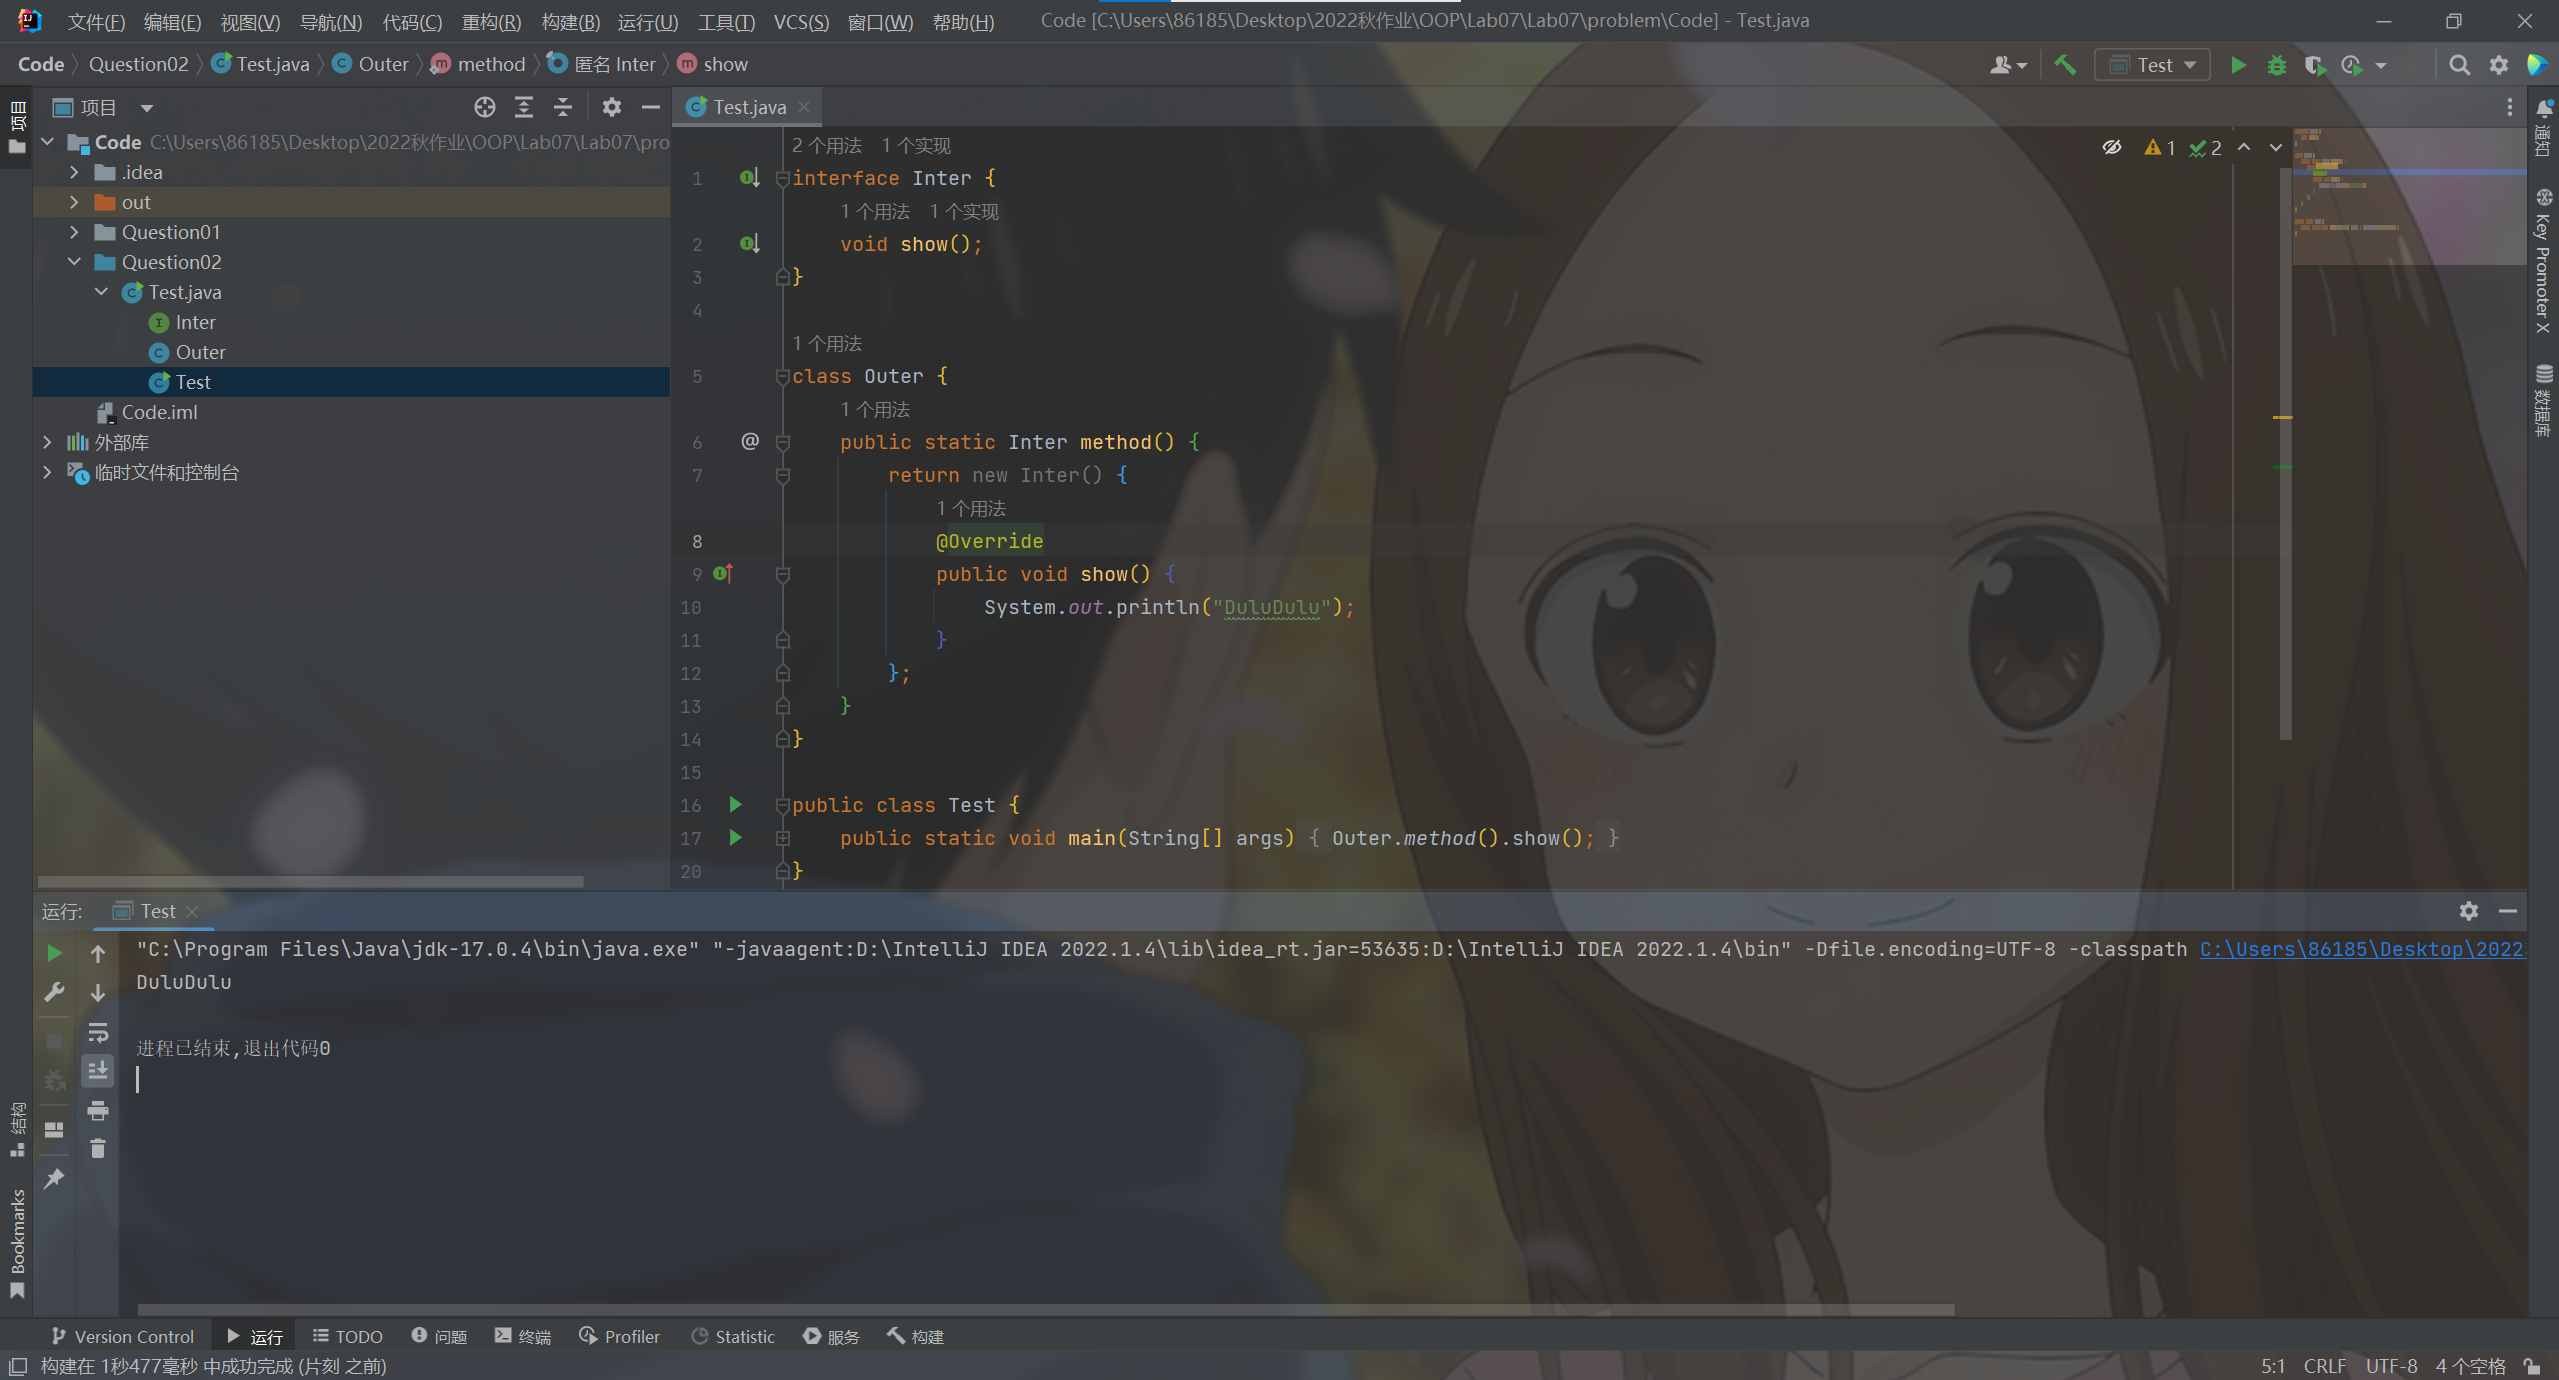 文件(F) 编辑(E) 视图(V) 导航(N) 代码(C) 重构(R) 构建(B) 运行(U) 工具(T) VCS(S) 窗口(W) 帮助(H) Code [C:\Users\86185\Desktop\2022秋作业\OOP\Lab07\Lab07\problem\Code] - Test.java
Code Question02 Test.java Outer method 匿名 Inter show Test
项目
Code C:\Users\86185\Desktop\2022秋作业\OOP\Lab07\Lab07\pro
.idea
out
Question01
Question02
Test.java
Inter
Outer
Test
Code.iml
外部库
临时文件和控制台
项目
结构
Bookmarks
Test.java
1 2
2 个用法 1 个实现
1 interface Inter {
1 个用法 1 个实现
2 void show();
3 }
4
1 个用法
5 class Outer {
1 个用法
6 @ public static Inter method() {
7 return new Inter() {
1 个用法
8 @Override
9 public void show() {
10 System.out.println("DuluDulu");
11 }
12 };
13 }
14 }
15
16 public class Test {
17 public static void main(String[] args) { Outer.method().show(); }
20 }
通知
Key Promoter X
数据库
运行: Test
"C:\Program Files\Java\jdk-17.0.4\bin\java.exe" "-javaagent:D:\IntelliJ IDEA 2022.1.4\lib\idea_rt.jar=53635:D:\IntelliJ IDEA 2022.1.4\bin" -Dfile.encoding=UTF-8 -classpath C:\Users\86185\Desktop\2022
DuluDulu
进程已结束,退出代码0
Version Control 运行 TODO 问题 终端 Profiler Statistic 服务 构建
构建在 1秒477毫秒 中成功完成 (片刻 之前) 5:1 CRLF UTF-8 4 个空格